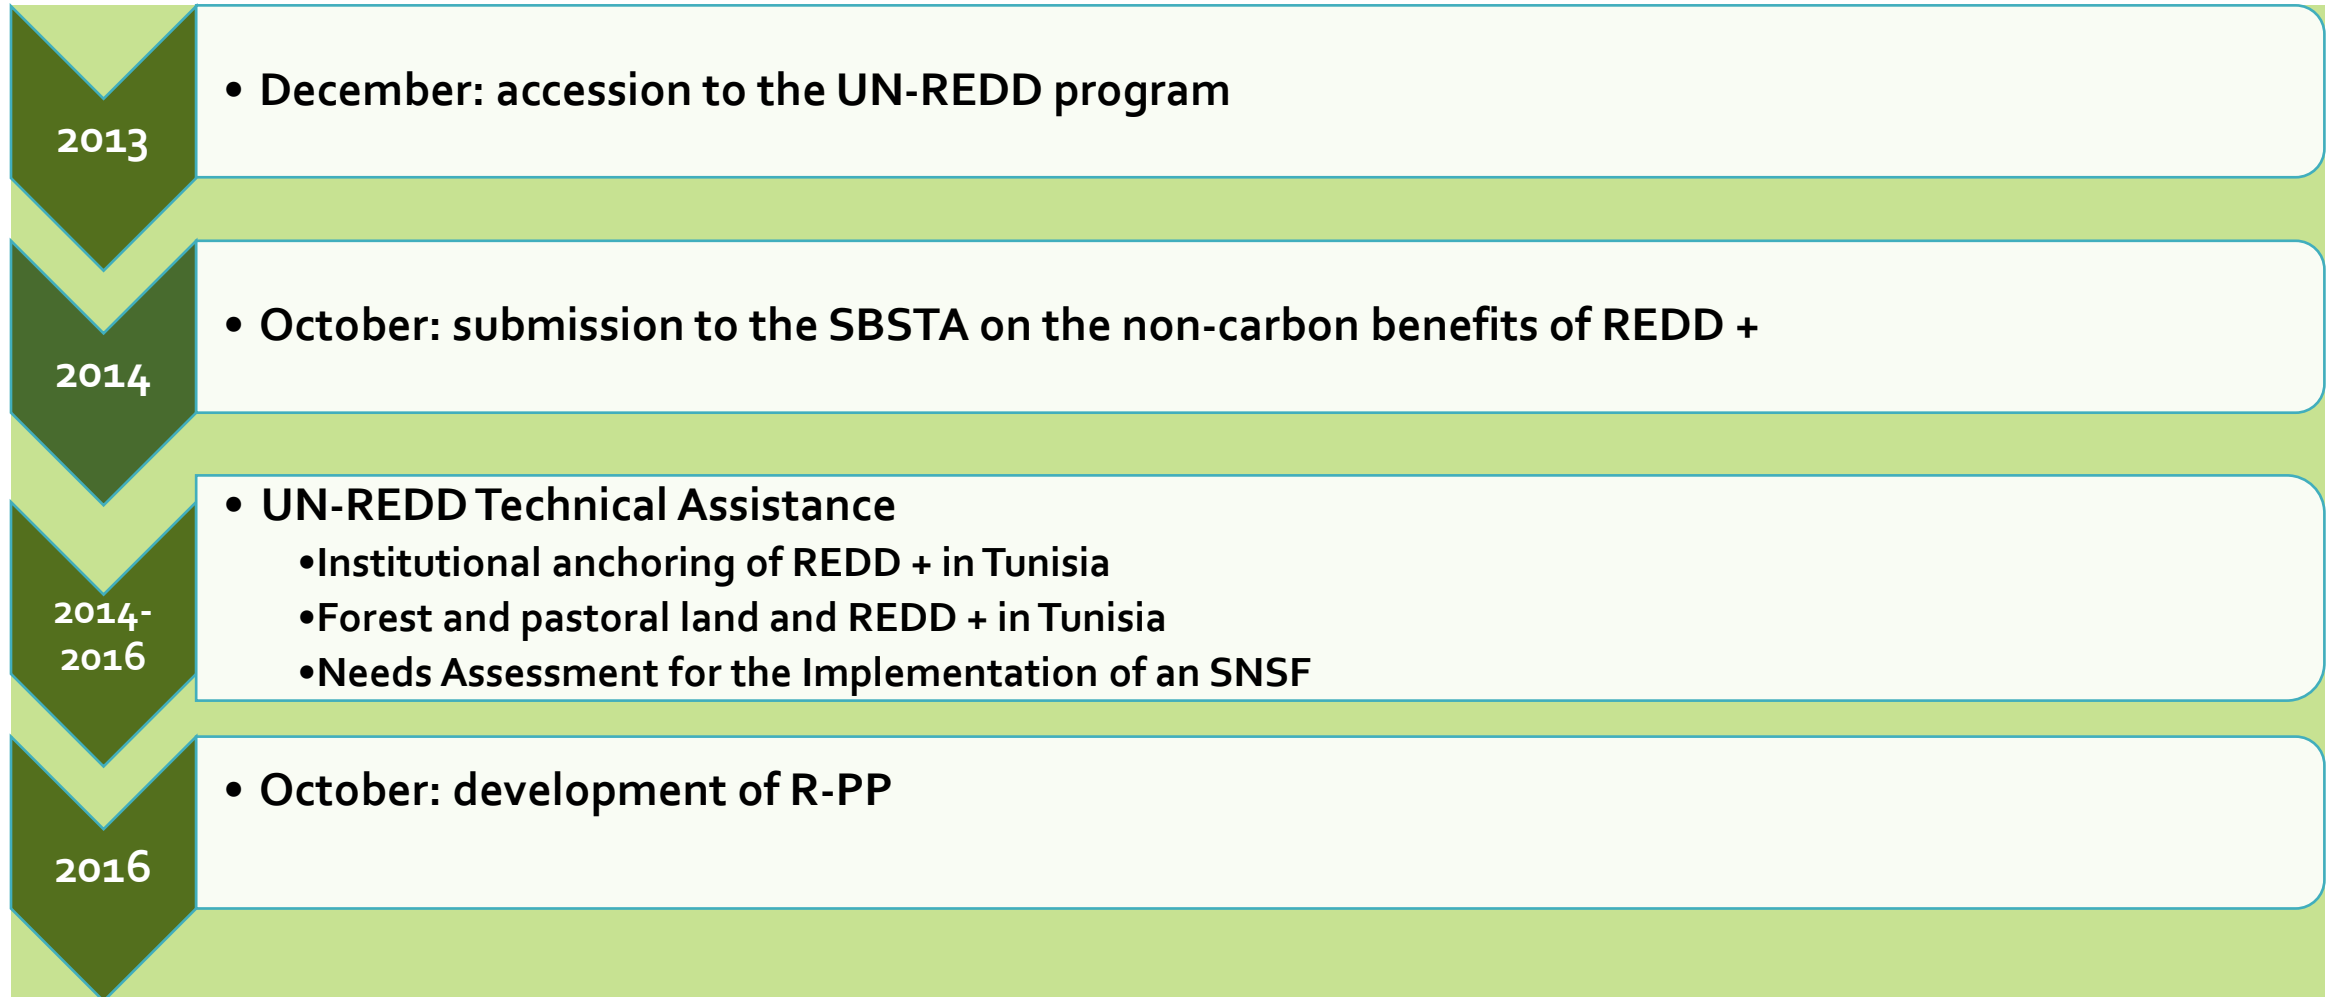 2013
• December: accession to the UN-REDD program
2014
• October: submission to the SBSTA on the non-carbon benefits of REDD +
2014-
2016
• UN-REDD Technical Assistance
•Institutional anchoring of REDD + in Tunisia
•Forest and pastoral land and REDD + in Tunisia
•Needs Assessment for the Implementation of an SNSF
2016
• October: development of R-PP